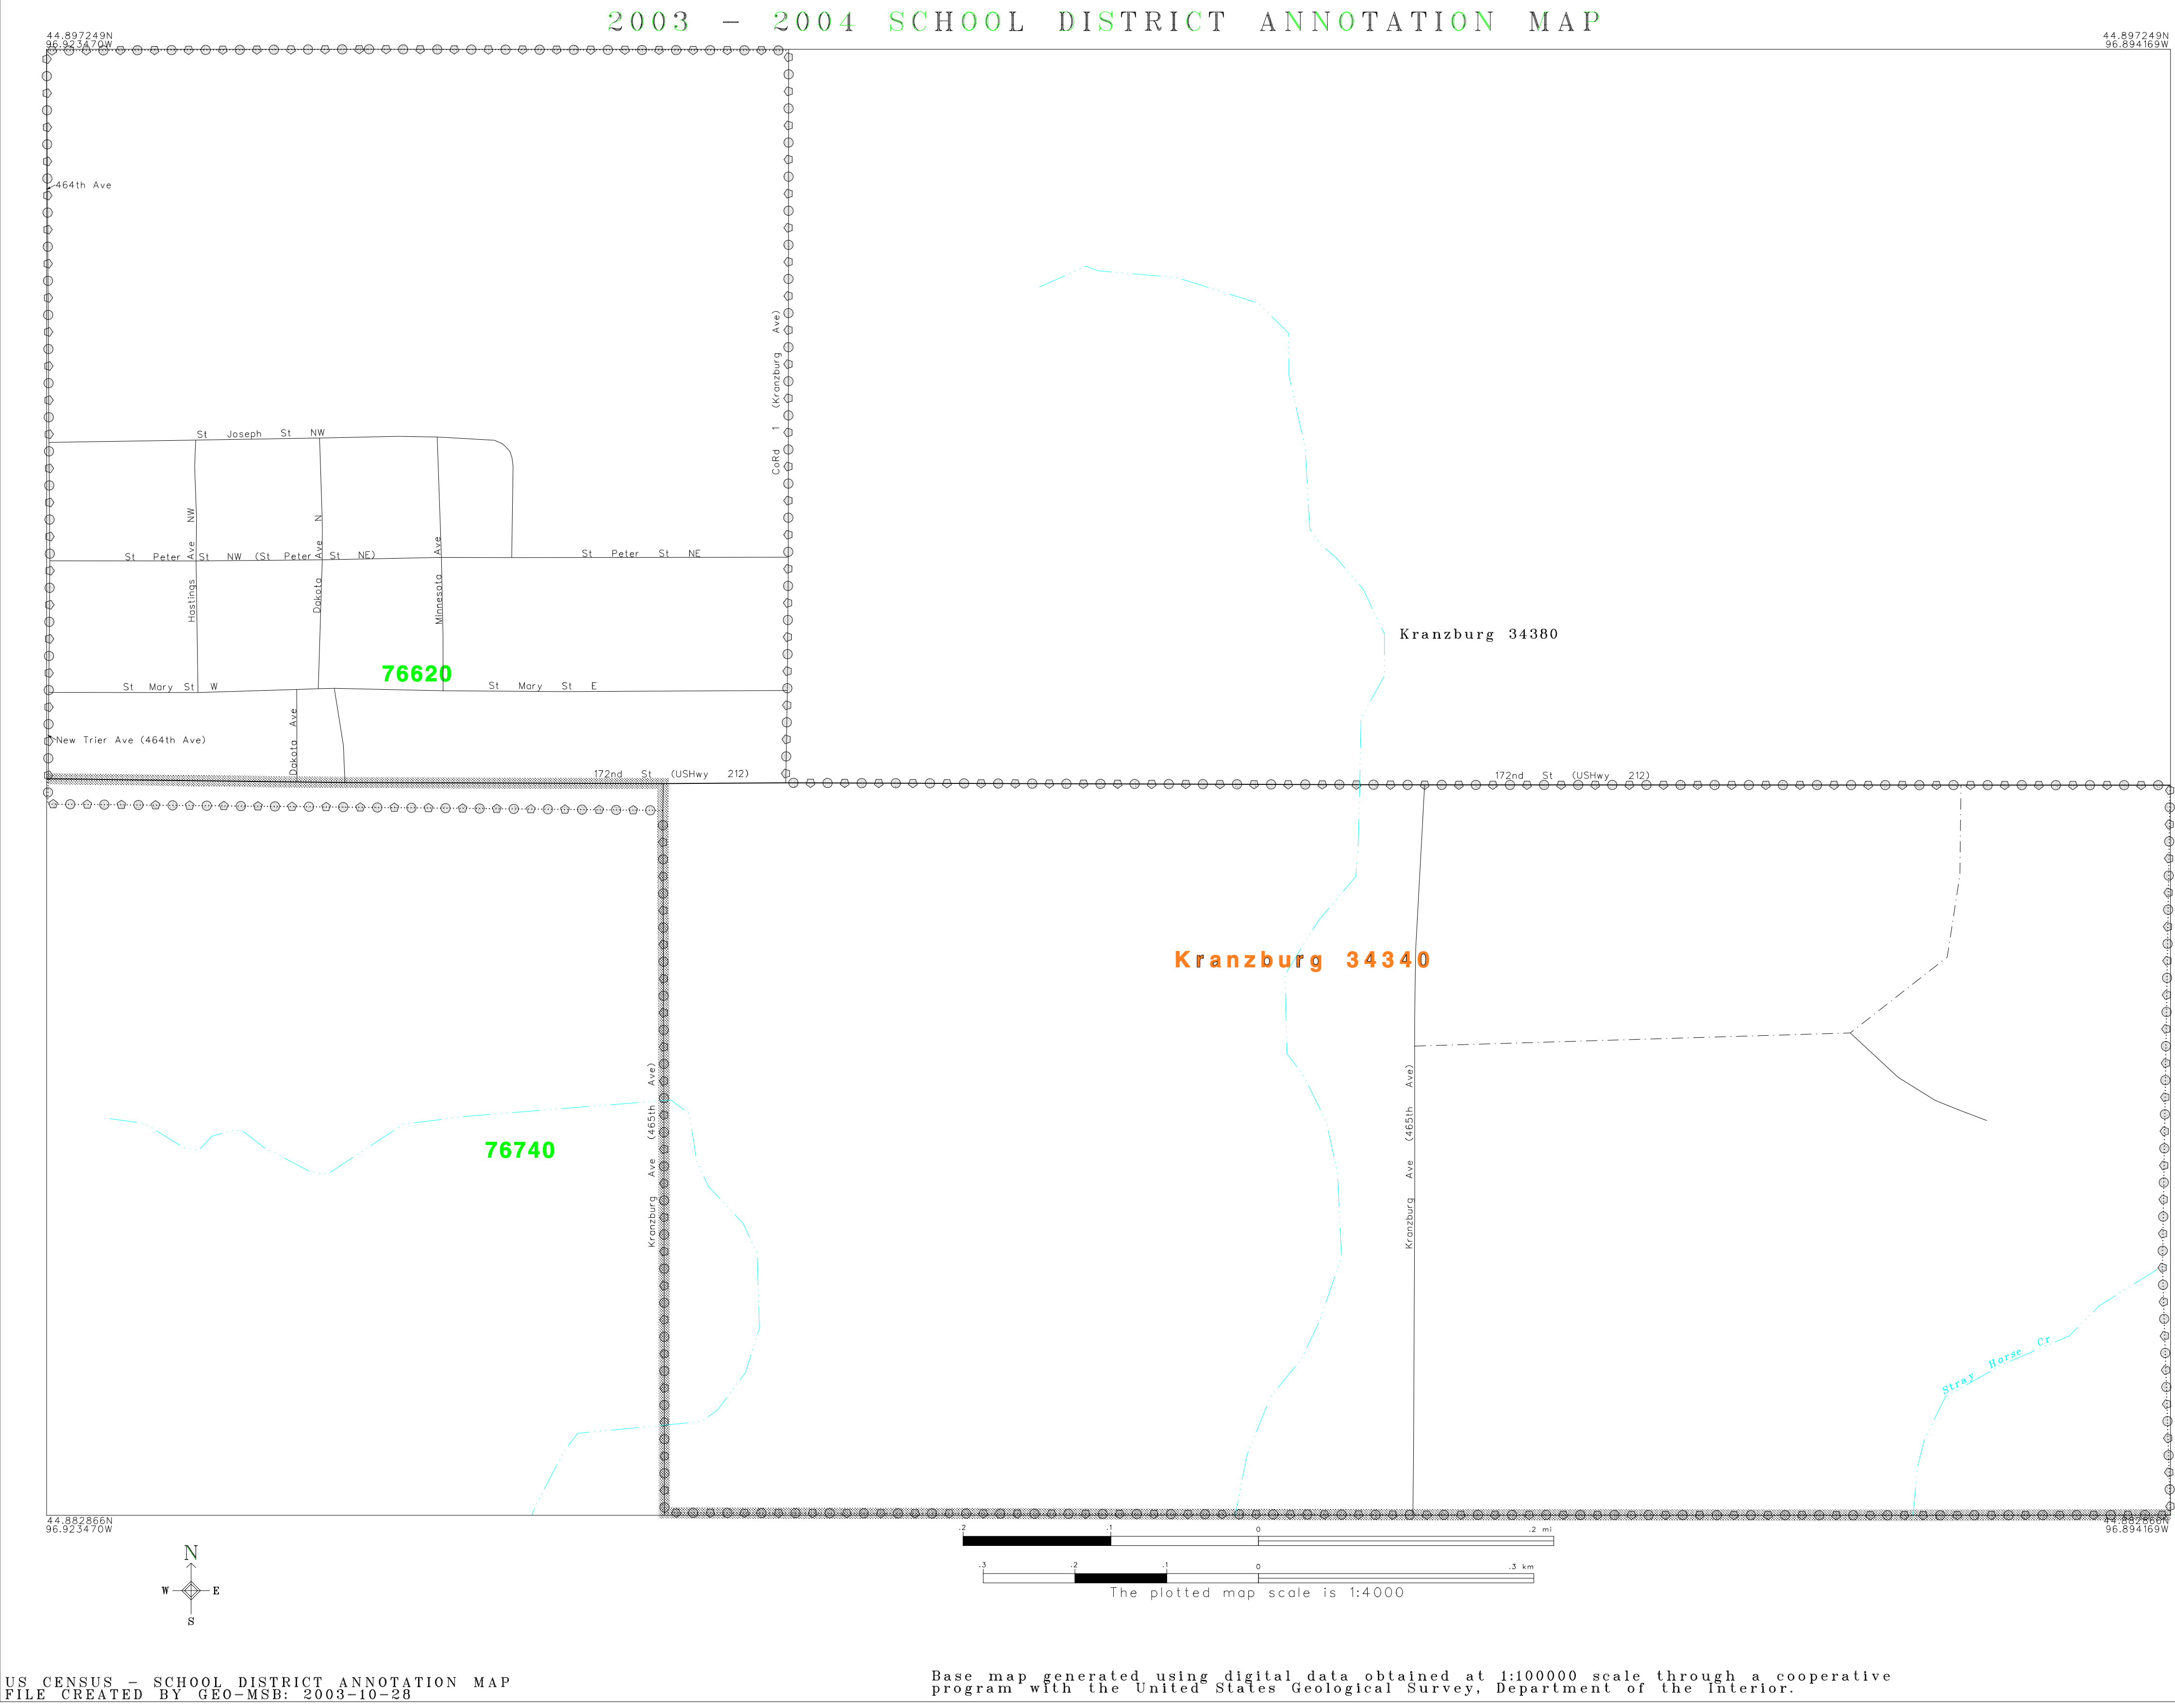 2003 - 2004 SCHOOL DISTRICT ANNOTATION MAP
44.897249N
96.923470W
44.897249N
96.894169W
464th Ave
CoRd 1 (Kranzburg Ave)
St Joseph St NW
Hastings Ave NW
Dakota Ave N
Minnesota Ave
St Peter St NW (St Peter St NE)
St Peter St NE
Kranzburg 34380
76620
St Mary St W
St Mary St E
New Trier Ave (464th Ave)
Dakota Ave
172nd St (USHwy 212)
172nd St (USHwy 212)
Kranzburg 34340
Kranzburg Ave (465th Ave)
Kranzburg Ave (465th Ave)
76740
Stray Horse Cr
44.882866N
96.923470W
44.882866N
96.894169W
.2 .1 0 .2 mi
.3 .2 .1 0 .3 km
The plotted map scale is 1:4000
N
W E
S
US CENSUS - SCHOOL DISTRICT ANNOTATION MAP
FILE CREATED BY GEO-MSB: 2003-10-28
Base map generated using digital data obtained at 1:100000 scale through a cooperative
program with the United States Geological Survey, Department of the Interior.